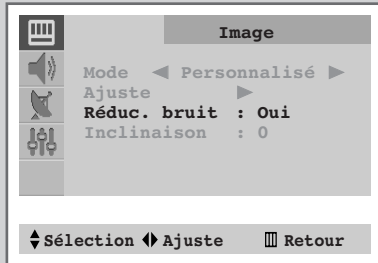 Image
Mode ◀ Personnalisé ▶
Ajuste ▶
Réduc. bruit : Oui
Inclinaison : 0
Sélection Ajuste Retour